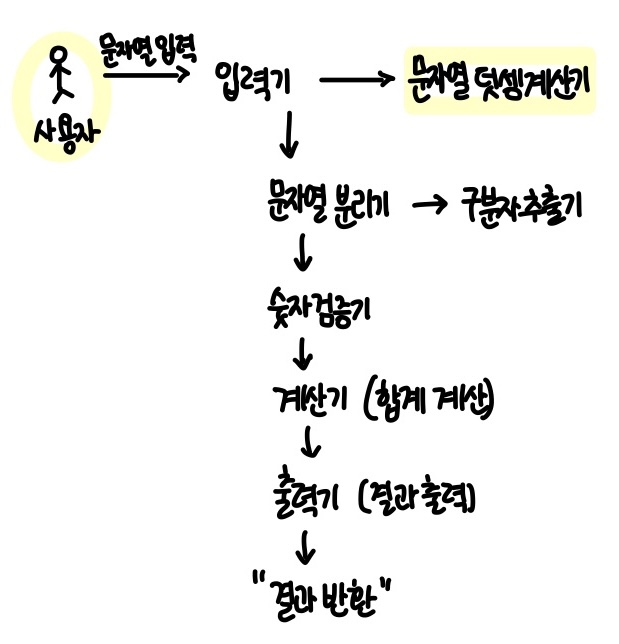 문자열 입력
사용자
입력기
문자열 덧셈 계산기
문자열 분리기
구분자 추출기
숫자 검증기
계산기 (합계 계산)
출력기 (결과 출력)
"결과 반환"